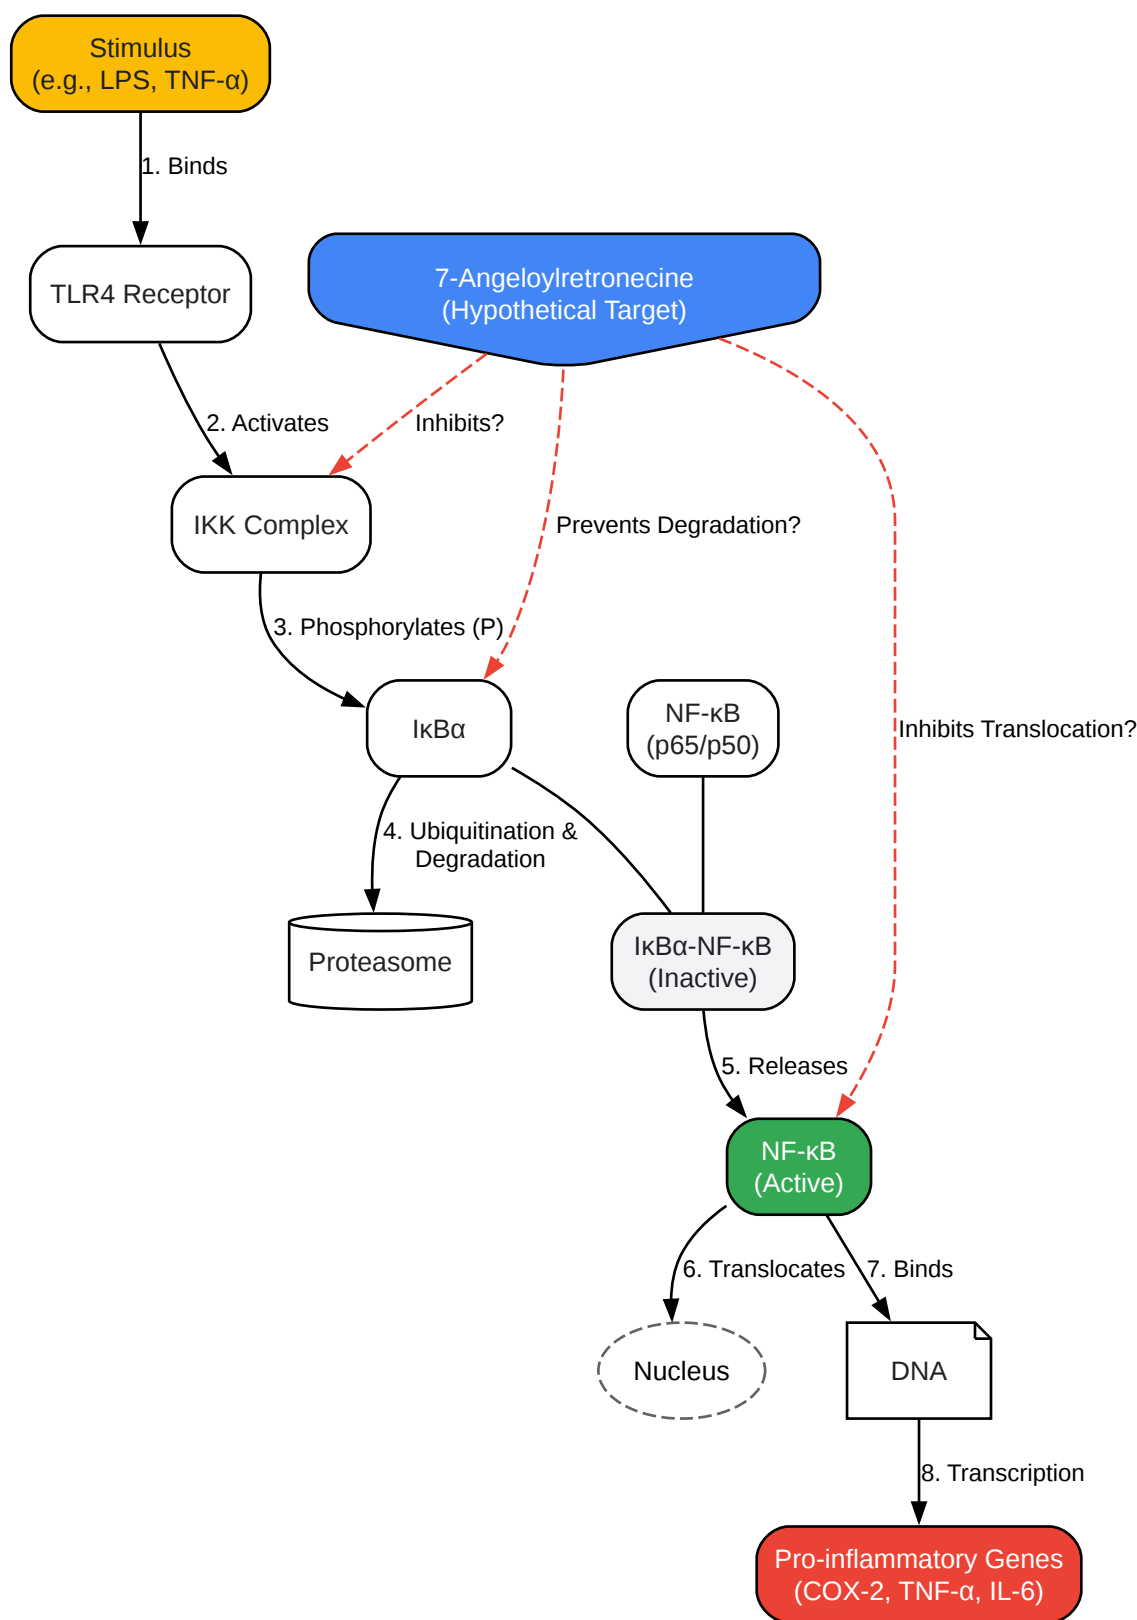 Stimulus
(e.g., LPS, TNF-α)
1. Binds
TLR4 Receptor
7-Angeloylretronecine
(Hypothetical Target)
2. Activates
Inhibits?
IKK Complex
Prevents Degradation?
3. Phosphorylates (P)
IκBα
NF-κB
(p65/p50)
Inhibits Translocation?
4. Ubiquitination &
Degradation
Proteasome
IκBα-NF-κB
(Inactive)
5. Releases
NF-κB
(Active)
6. Translocates
7. Binds
Nucleus
DNA
8. Transcription
Pro-inflammatory Genes
(COX-2, TNF-α, IL-6)